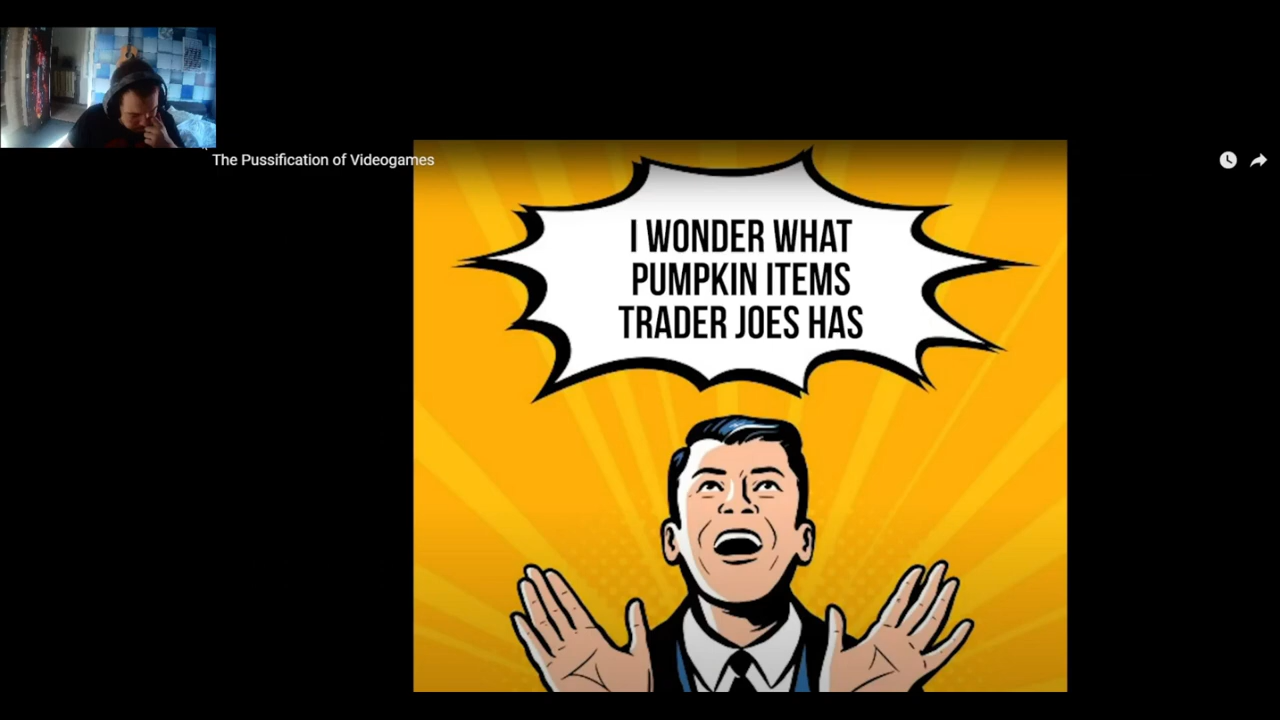 The Pussification of Videogames
I WONDER WHAT
PUMPKIN ITEMS
TRADER JOES HAS